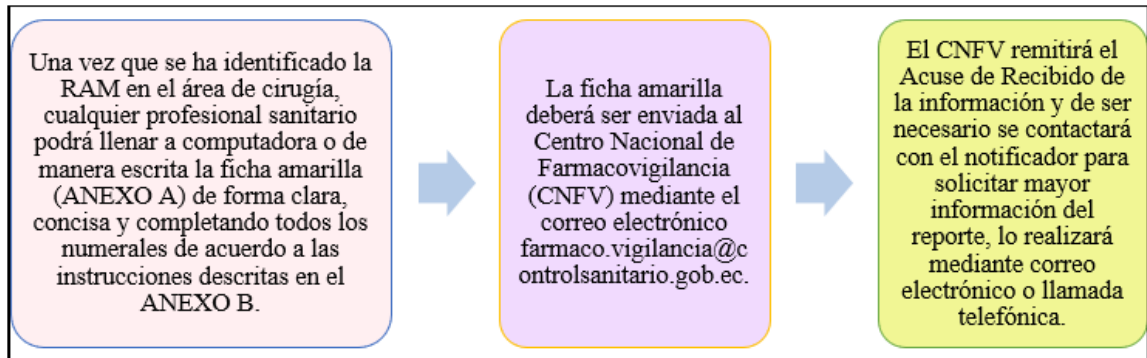 Una vez que se ha identificado la
RAM en el área de cirugía,
cualquier profesional sanitario
podrá llenar a computadora o de
manera escrita la ficha amarilla
(ANEXO A) de forma clara,
concisa y completando todos los
numerales de acuerdo a las
instrucciones descritas en el
ANEXO B.
La ficha amarilla
deberá ser enviada al
Centro Nacional de
Farmacovigilancia
(CNFV) mediante el
correo electrónico
farmaco.vigilancia@c
ontrolsanitario.gob.ec.
El CNFV remitirá el
Acuse de Recibido de
la información y de ser
necesario se contactará
con el notificador para
solicitar mayor
información del
reporte, lo realizará
mediante correo
electrónico o llamada
telefónica.